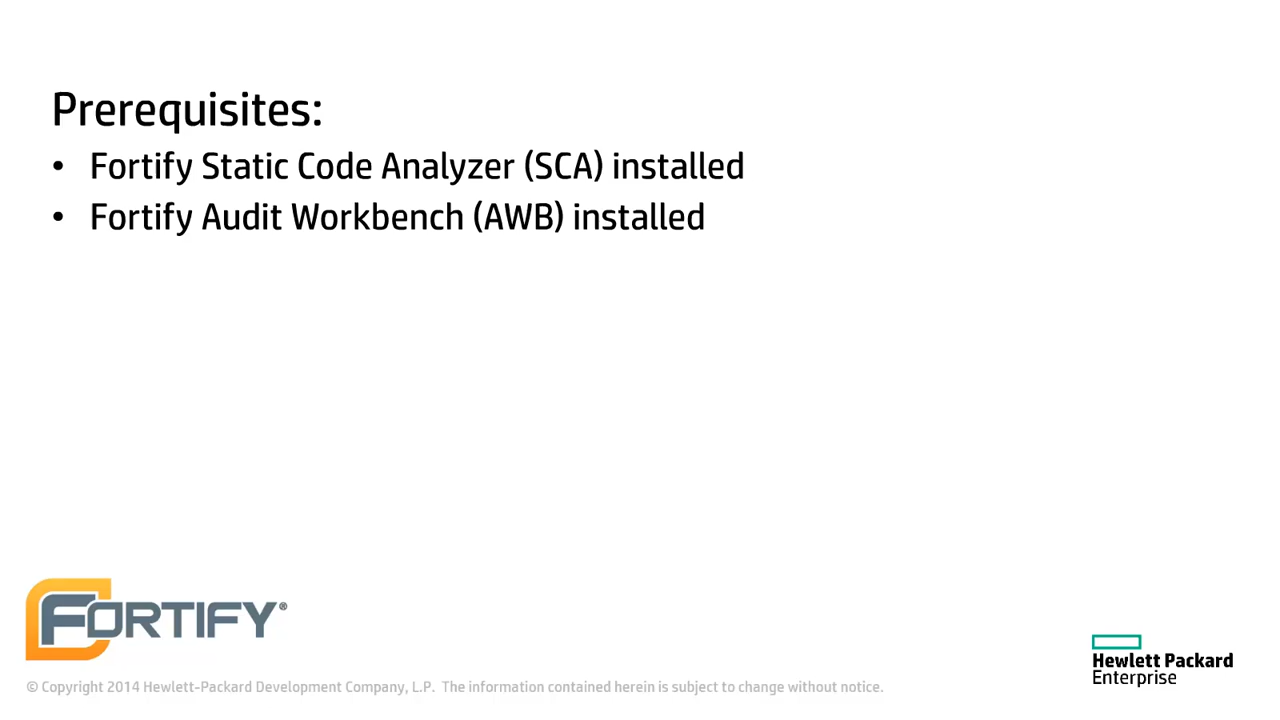 Prerequisites:
• Fortify Static Code Analyzer (SCA) installed
• Fortify Audit Workbench (AWB) installed
FORTIFY®
Hewlett Packard
Enterprise
© Copyright 2014 Hewlett-Packard Development Company, L.P. The information contained herein is subject to change without notice.